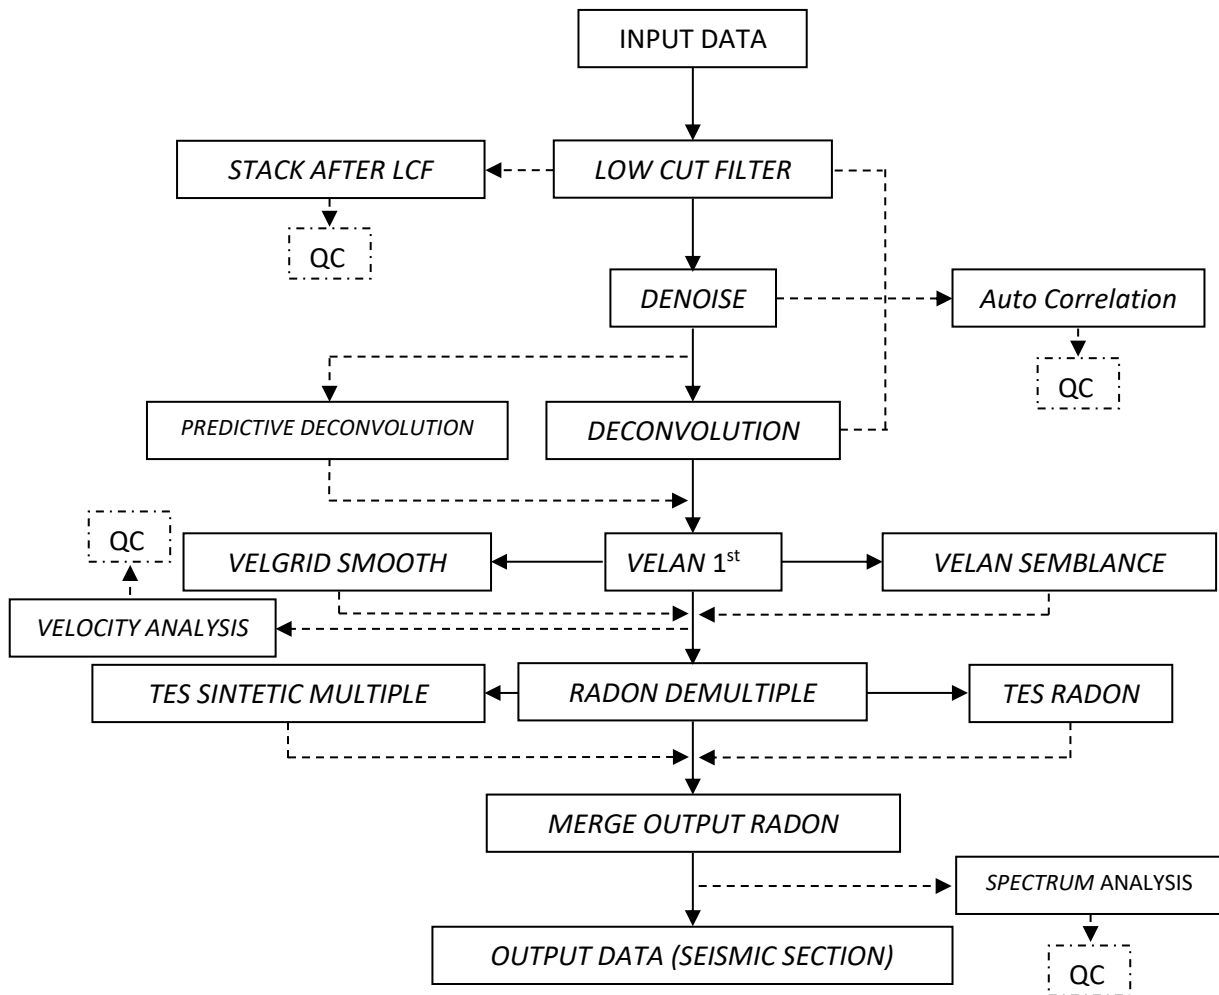 INPUT DATA
STACK AFTER LCF
LOW CUT FILTER
QC
DENOISE
Auto Correlation
QC
PREDICTIVE DECONVOLUTION
DECONVOLUTION
QC
VELGRID SMOOTH
VELAN 1st
VELAN SEMBLANCE
VELOCITY ANALYSIS
TES SINTETIC MULTIPLE
RADON DEMULTIPLE
TES RADON
MERGE OUTPUT RADON
SPECTRUM ANALYSIS
OUTPUT DATA (SEISMIC SECTION)
QC